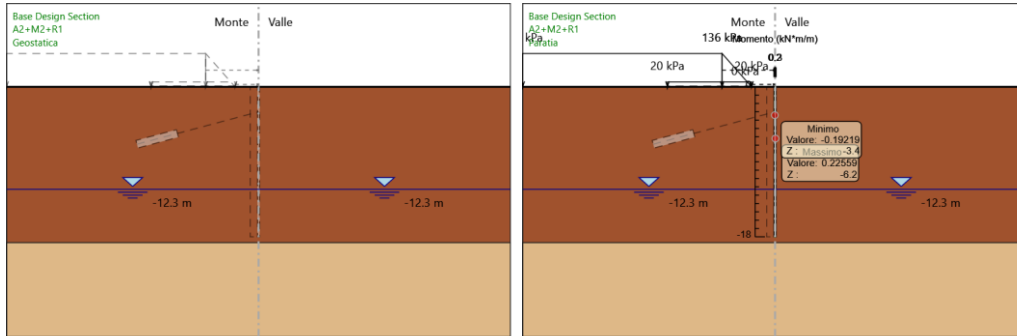 Base Design Section
A2+M2+R1
Geostatica
Monte Valle
-12.3 m
-12.3 m
Base Design Section
A2+M2+R1
Paratia
Monte Valle
kPa
136 kPa
Momento (kN*m/m)
20 kPa
20 kPa
0 kPa
Minimo
Valore: -0.19219
Z : -3.4
Massimo
Valore: 0.22559
Z : -6.2
-12.3 m
-12.3 m
-18